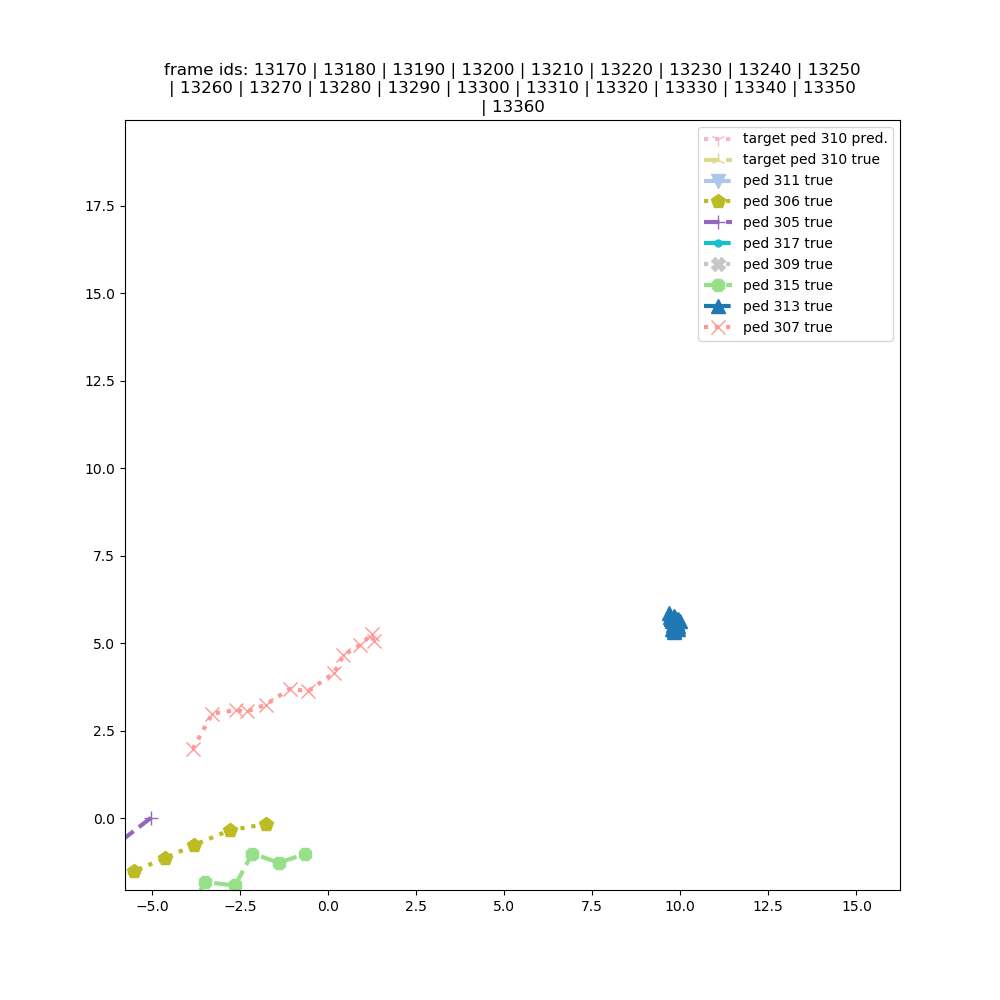 frame ids: 13170 | 13180 | 13190 | 13200 | 13210 | 13220 | 13230 | 13240 | 13250
| 13260 | 13270 | 13280 | 13290 | 13300 | 13310 | 13320 | 13330 | 13340 | 13350
| 13360
target ped 310 pred.
target ped 310 true
ped 311 true
ped 306 true
ped 305 true
ped 317 true
ped 309 true
ped 315 true
ped 313 true
ped 307 true
17.5
15.0
12.5
10.0
7.5
5.0
2.5
0.0
−5.0 −2.5 0.0 2.5 5.0 7.5 10.0 12.5 15.0